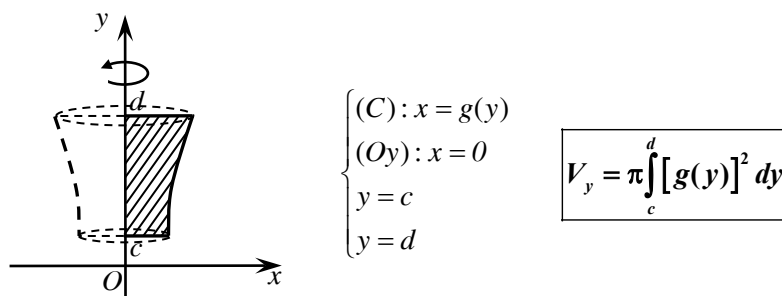 y
d
c
O
x
(C) : x = g(y)
(Oy) : x = 0
y = c
y = d
V_y = π∫_c^d [g(y)]² dy